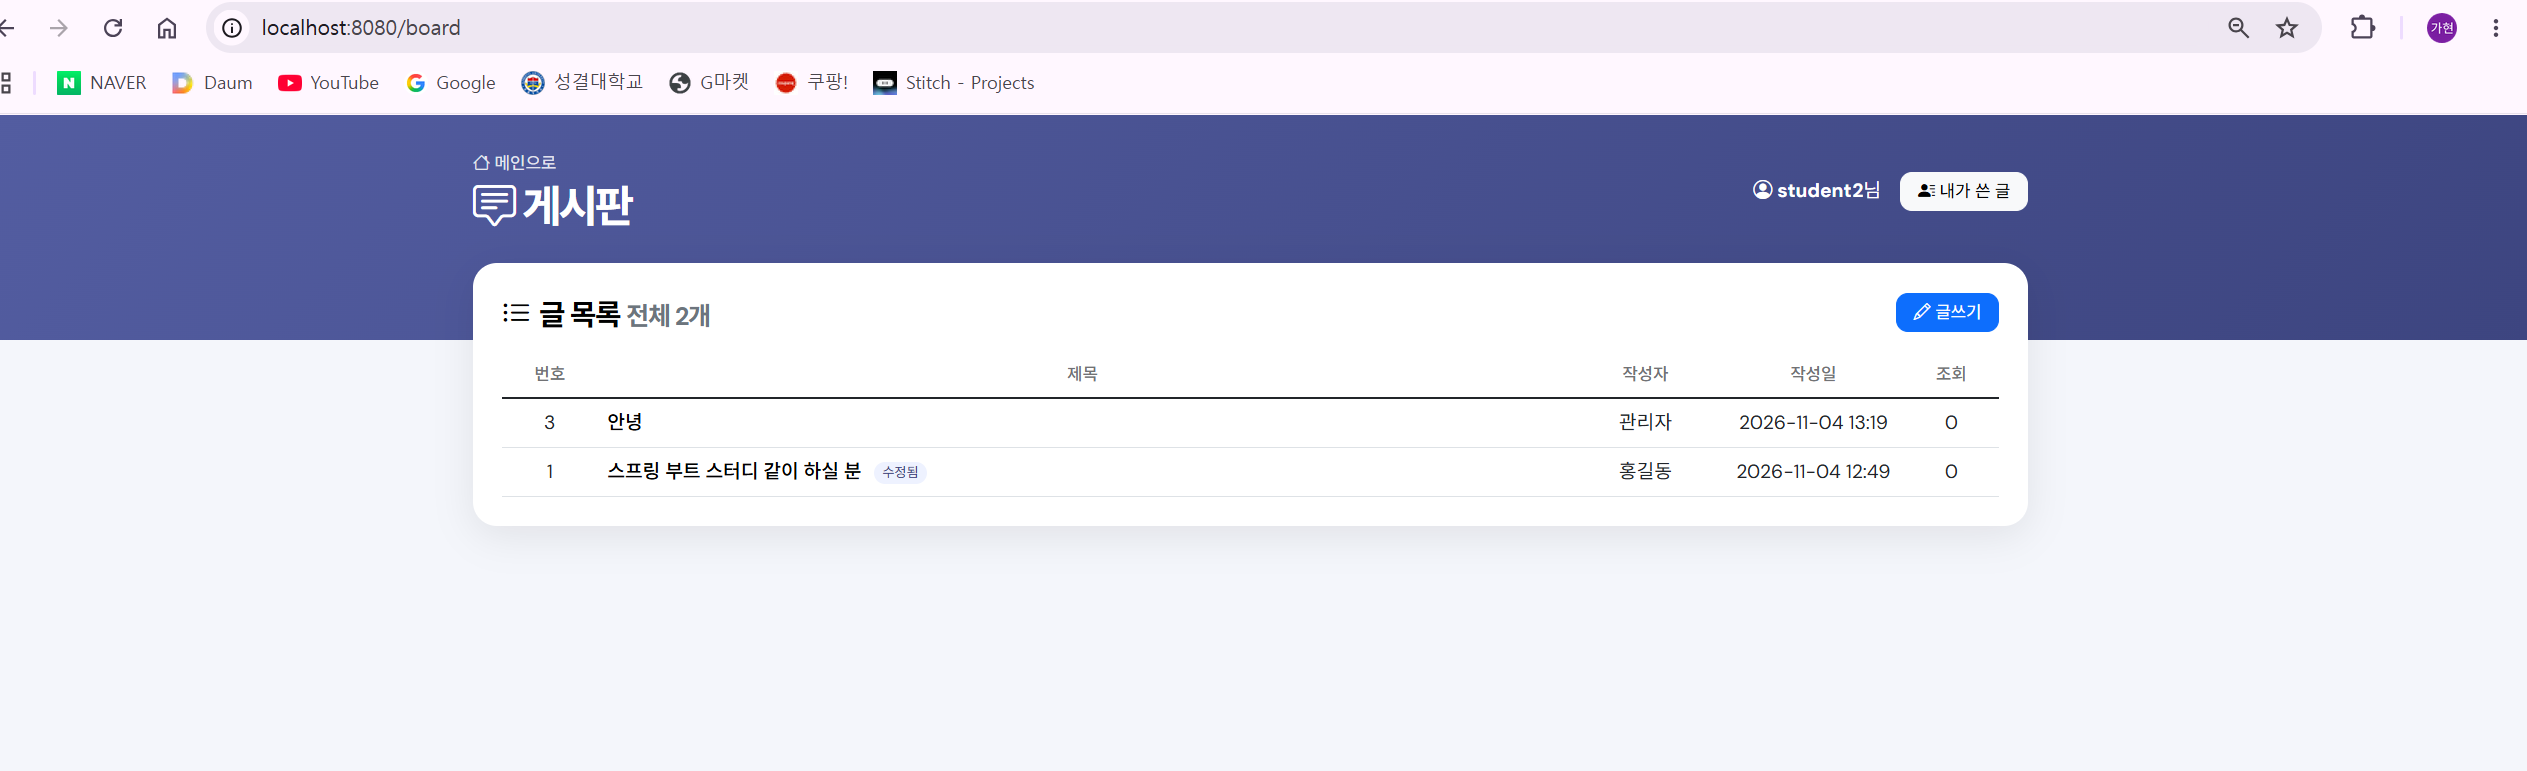 localhost:8080/board
가현
NAVER Daum YouTube Google 성결대학교 G마켓 쿠팡! Stitch - Projects
메인으로
게시판
student2님 내가 쓴 글
글 목록 전체 2개 글쓰기
번호 제목 작성자 작성일 조회
3 안녕 관리자 2026-11-04 13:19 0
1 스프링 부트 스터디 같이 하실 분 수정됨 홍길동 2026-11-04 12:49 0